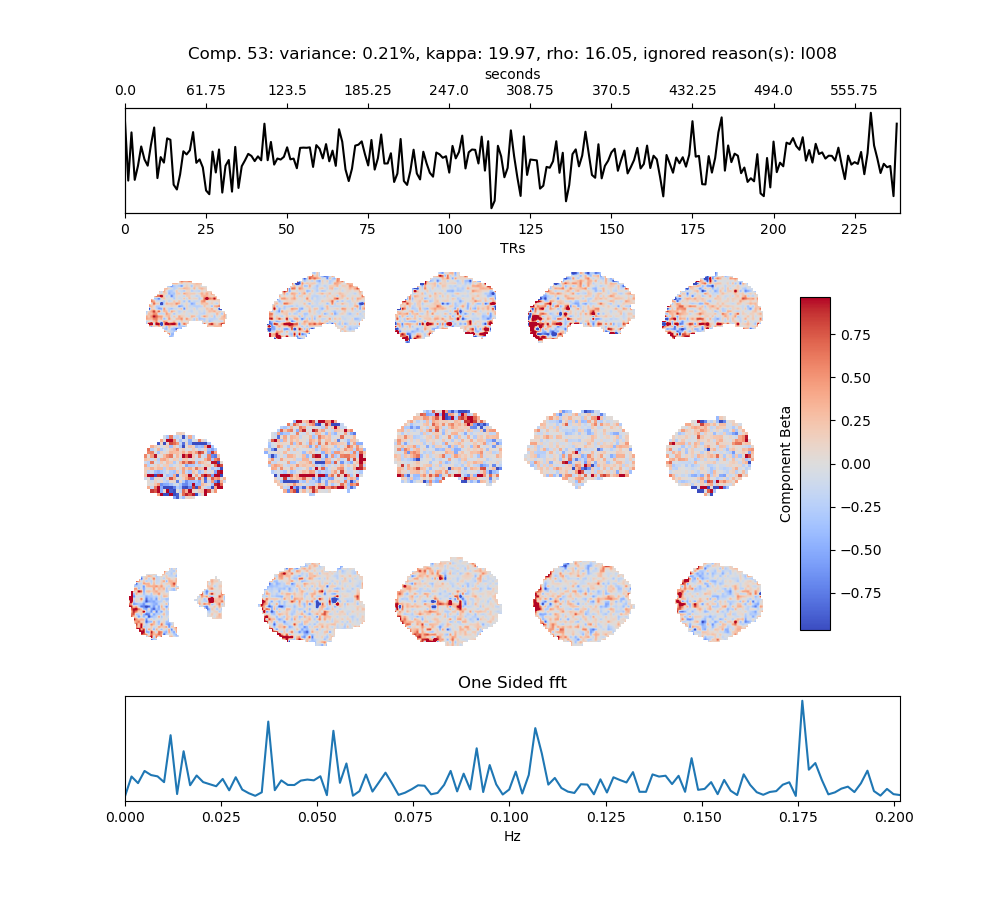 Comp. 53: variance: 0.21%, kappa: 19.97, rho: 16.05, ignored reason(s): I008
seconds
0.0 61.75 123.5 185.25 247.0 308.75 370.5 432.25 494.0 555.75
0 25 50 75 100 125 150 175 200 225
TRs
0.75
0.50
0.25
0.00
−0.25
−0.50
−0.75
Component Beta
One Sided fft
0.000 0.025 0.050 0.075 0.100 0.125 0.150 0.175 0.200
Hz